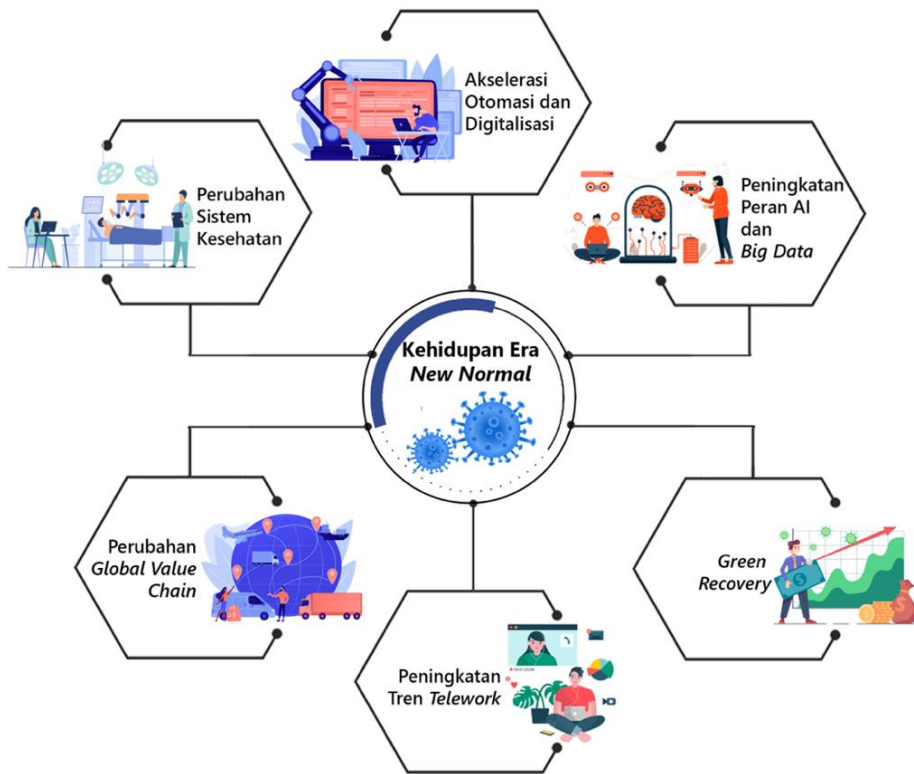 Akselerasi
Otomasi dan
Digitalisasi
Perubahan
Sistem
Kesehatan
Peningkatan
Peran AI
dan
Big Data
Kehidupan Era
New Normal
Perubahan
Global Value
Chain
Green
Recovery
Peningkatan
Tren Telework